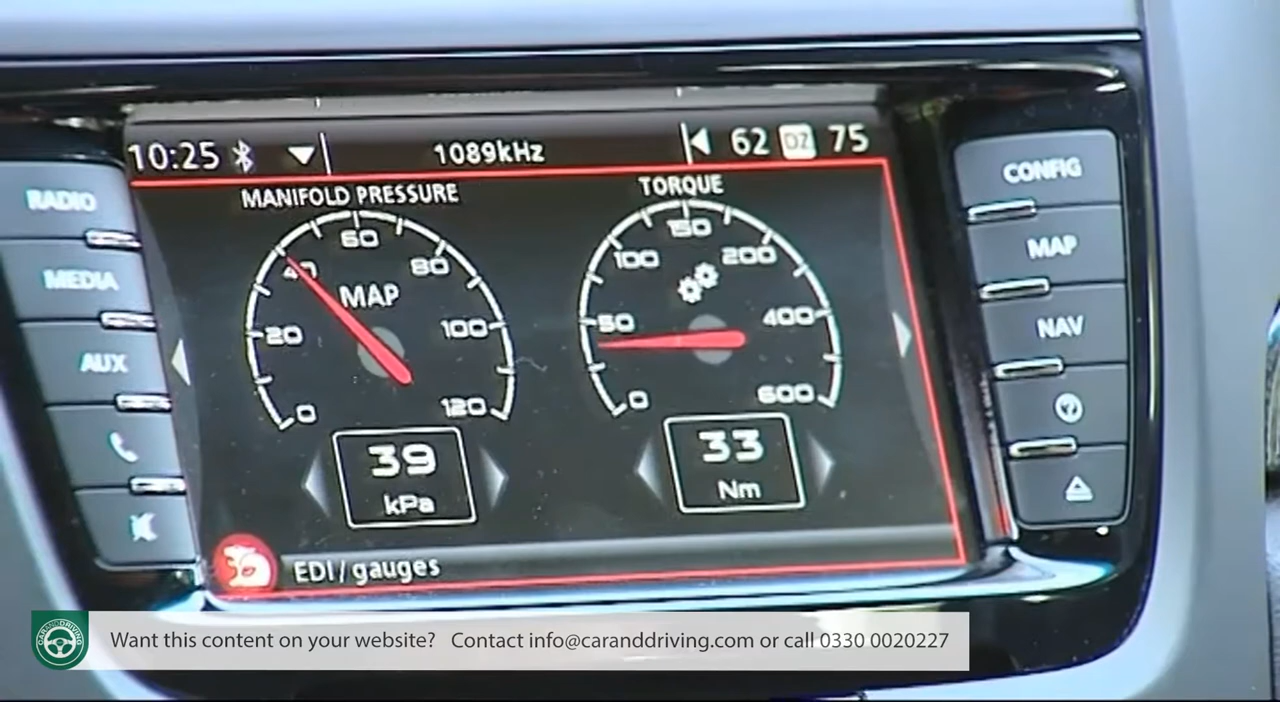 10:25
1089kHz
62 75
MANIFOLD PRESSURE
TORQUE
0 20 40 60 80 100 120
MAP
0 50 100 150 200 400 600
39
kPa
33
Nm
EDI/gauges
RADIO
MEDIA
AUX
CONFIG
MAP
NAV
?
CARANDDRIVING
Want this content on your website? Contact info@caranddriving.com or call 0330 0020227